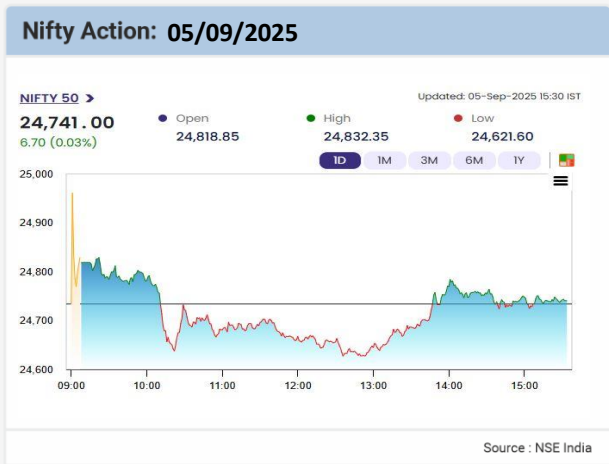 Nifty Action: 05/09/2025
NIFTY 50 >
Updated: 05-Sep-2025 15:30 IST
24,741.00
6.70 (0.03%)
Open
24,818.85
High
24,832.35
Low
24,621.60
1D 1M 3M 6M 1Y
25,000
24,900
24,800
24,700
24,600
09:00 10:00 11:00 12:00 13:00 14:00 15:00
Source : NSE India